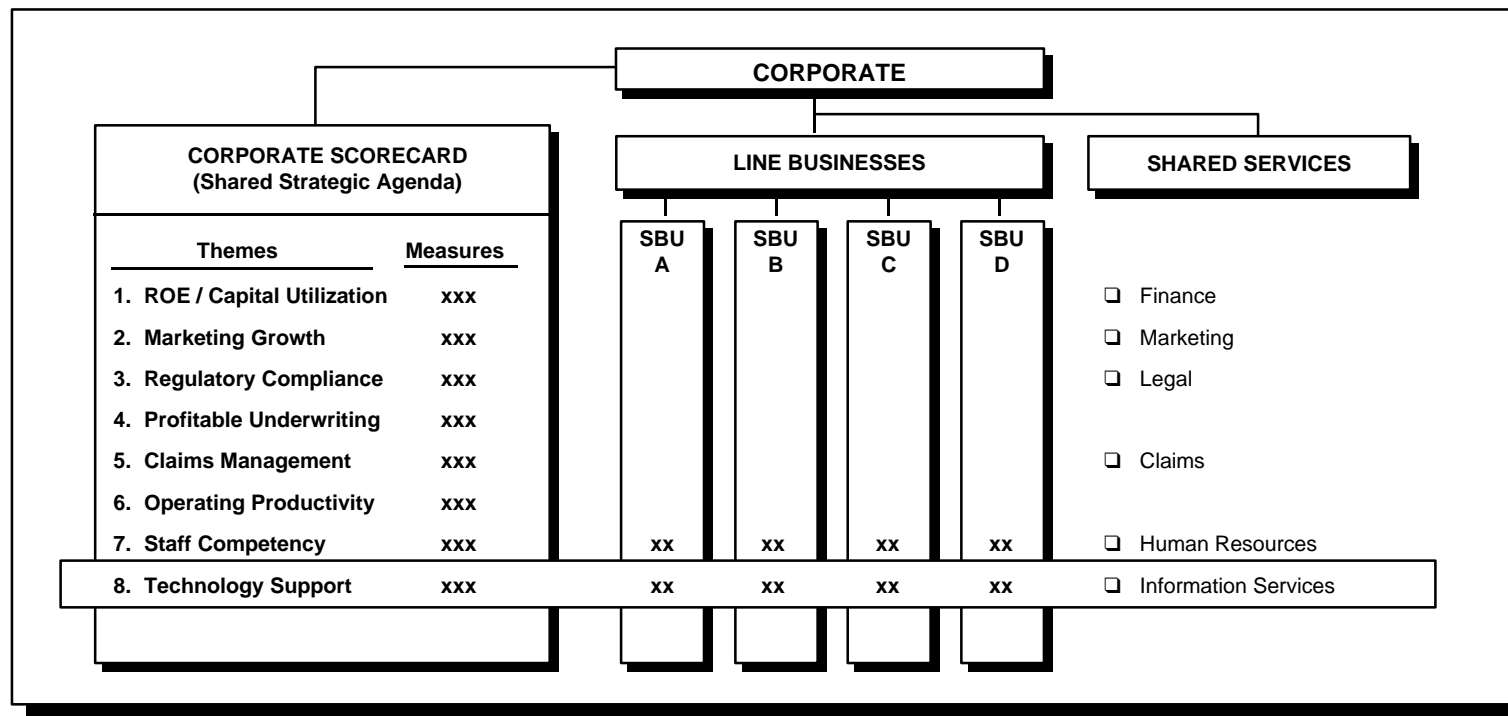 CORPORATE
CORPORATE SCORECARD
(Shared Strategic Agenda)
LINE BUSINESSES
SHARED SERVICES
Themes Measures
SBU A SBU B SBU C SBU D
1. ROE / Capital Utilization xxx ❑ Finance
2. Marketing Growth xxx ❑ Marketing
3. Regulatory Compliance xxx ❑ Legal
4. Profitable Underwriting xxx
5. Claims Management xxx ❑ Claims
6. Operating Productivity xxx
7. Staff Competency xxx xx xx xx xx ❑ Human Resources
8. Technology Support xxx xx xx xx xx ❑ Information Services